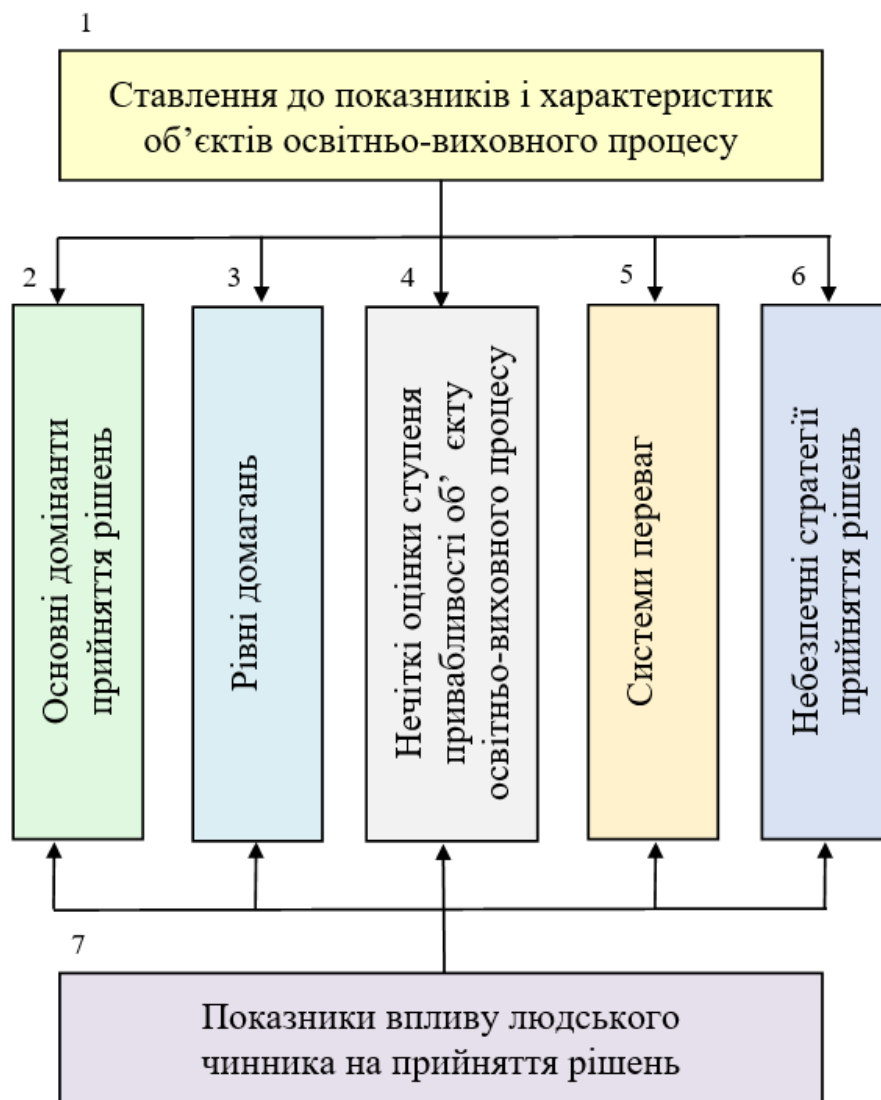 1
Ставлення до показників і характеристик
об’єктів освітньо-виховного процесу
2
Основні домінанти
прийняття рішень
3
Рівні домагань
4
Нечіткі оцінки ступеня
привабливості об’ єкту
освітньо-виховного процесу
5
Системи переваг
6
Небезпечні стратегії
прийняття рішень
7
Показники впливу людського
чинника на прийняття рішень